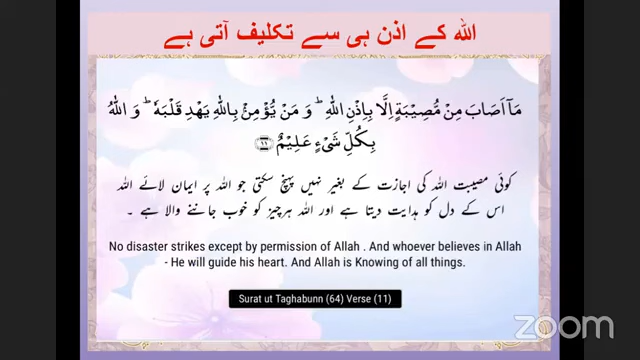 اللہ کے اذن ہی سے تکلیف آتی ہے
مَاۤ اَصَابَ مِنْ مُّصِیْبَةٍ اِلَّا بِاِذْنِ اللّٰهِ ؕ وَ مَنْ یُّؤْمِنْۢ بِاللّٰهِ یَهْدِ قَلْبَهٗ ؕ وَ اللّٰهُ
بِكُلِّ شَیْءٍ عَلِیْمٌ ﴿۱۱﴾
کوئی مصیبت اللہ کی اجازت کے بغیر نہیں پہنچ سکتی جو اللہ پر ایمان لائے اللہ
اس کے دل کو ہدایت دیتا ہے اور اللہ ہر چیز کو خوب جاننے والا ہے ۔
No disaster strikes except by permission of Allah . And whoever believes in Allah
- He will guide his heart. And Allah is Knowing of all things.
Surat ut Taghabunn (64) Verse (11)
zoom